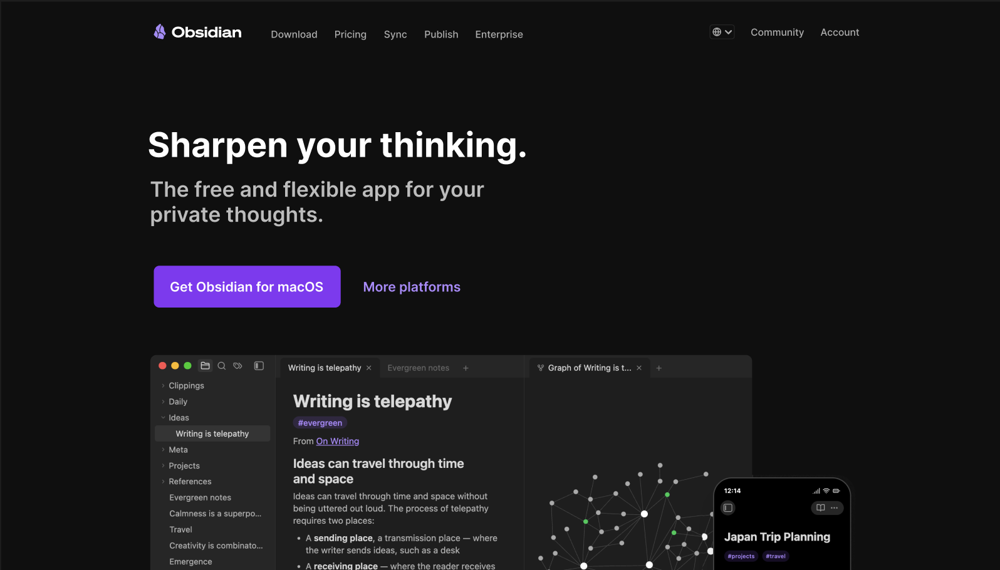 Obsidian
Download Pricing Sync Publish Enterprise
Community Account
Sharpen your thinking.
The free and flexible app for your
private thoughts.
Get Obsidian for macOS
More platforms
Clippings
Daily
Ideas
Writing is telepathy
Meta
Projects
References
Evergreen notes
Calmness is a superpo...
Travel
Creativity is combinato...
Emergence
Writing is telepathy
Evergreen notes
Writing is telepathy
#evergreen
From On Writing
Ideas can travel through time
and space
Ideas can travel through time and space without
being uttered out loud. The process of telepathy
requires two places:
• A sending place, a transmission place — where
the writer sends ideas, such as a desk
• A receiving place — where the reader receives
Graph of Writing is t...
12:14
Japan Trip Planning
#projects #travel